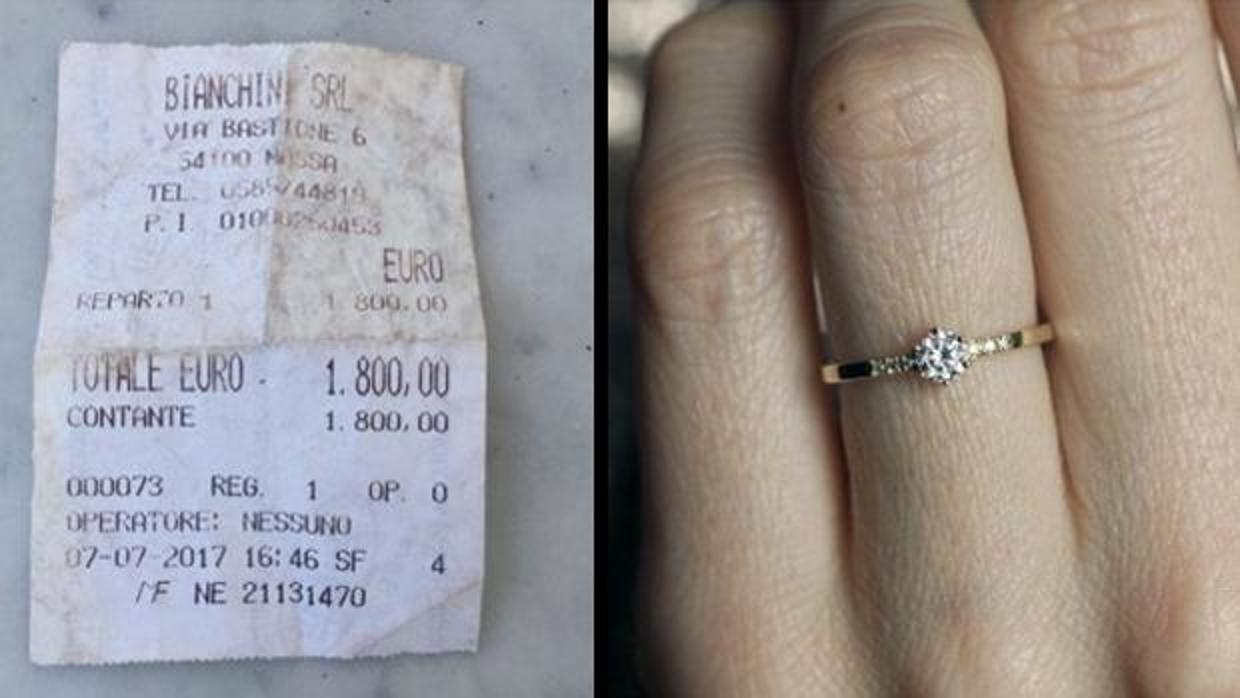 BIANCHINI SRL
VIA BASTIONE 6
54100 MASSA
TEL. 0585/44819
P. I
EURO
REPARTO 1 1.800,00
TOTALE EURO 1.800,00
CONTANTE 1.800,00
000073 REG. 1 OP. 0
OPERATORE: NESSUNO
07-07-2017 16:46 SF 4
NE 21131470